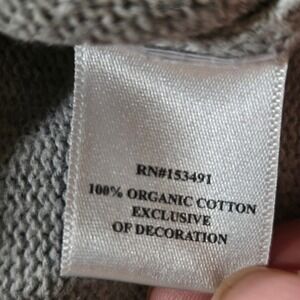 RN#153491
100% ORGANIC COTTON
EXCLUSIVE
OF DECORATION